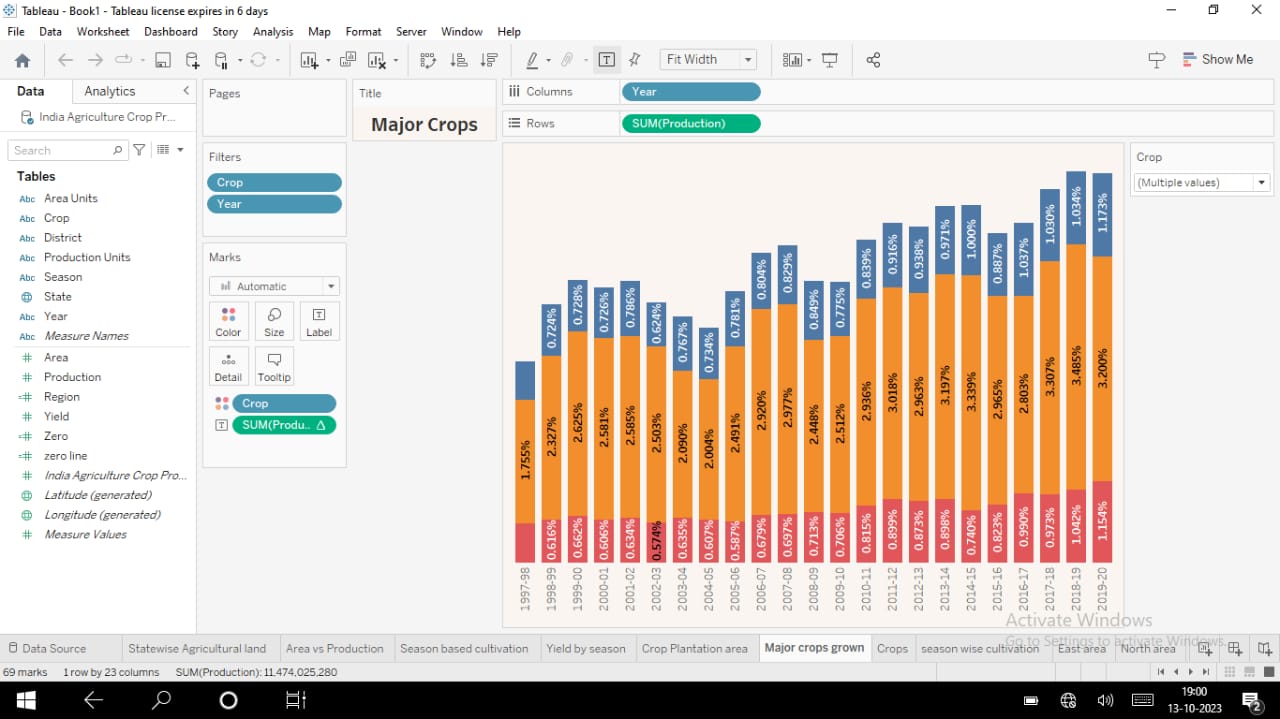 Tableau - Book1 - Tableau license expires in 6 days
File Data Worksheet Dashboard Story Analysis Map Format Server Window Help
Fit Width
Show Me
Data Analytics
India Agriculture Crop Pr...
Search
Tables
Abc Area Units
Abc Crop
Abc District
Abc Production Units
Abc Season
State
Abc Year
Abc Measure Names
Area
Production
Region
Yield
Zero
zero line
India Agriculture Crop Pro...
Latitude (generated)
Longitude (generated)
Measure Values
Pages
Filters
Crop
Year
Marks
Automatic
Color Size Label
Detail Tooltip
Crop
SUM(Produ.. Δ
Title
Major Crops
Columns Year
Rows SUM(Production)
0.724% 0.728% 0.726% 0.786% 0.624% 0.767% 0.734% 0.781% 0.804% 0.829% 0.849% 0.775% 0.839% 0.916% 0.938% 0.971% 1.000% 0.887% 1.037% 1.030% 1.034% 1.173%
1.755% 2.327% 2.625% 2.581% 2.585% 2.503% 2.090% 2.004% 2.491% 2.920% 2.977% 2.448% 2.512% 2.936% 3.018% 2.963% 3.197% 3.339% 2.965% 2.803% 3.307% 3.485% 3.200%
0.616% 0.662% 0.606% 0.634% 0.574% 0.635% 0.607% 0.587% 0.679% 0.697% 0.713% 0.706% 0.815% 0.899% 0.873% 0.898% 0.740% 0.823% 0.990% 0.973% 1.042% 1.154%
1997-98 1998-99 1999-00 2000-01 2001-02 2002-03 2003-04 2004-05 2005-06 2006-07 2007-08 2008-09 2009-10 2010-11 2011-12 2012-13 2013-14 2014-15 2015-16 2016-17 2017-18 2018-19 2019-20
Crop
(Multiple values)
Activate Windows
Go to Settings to activate Windows.
Data Source Statewise Agricultural land Area vs Production Season based cultivation Yield by season Crop Plantation area Major crops grown Crops season wise cultivation East area North area
69 marks 1 row by 23 columns SUM(Production): 11,474,025,280
19:00
13-10-2023
2